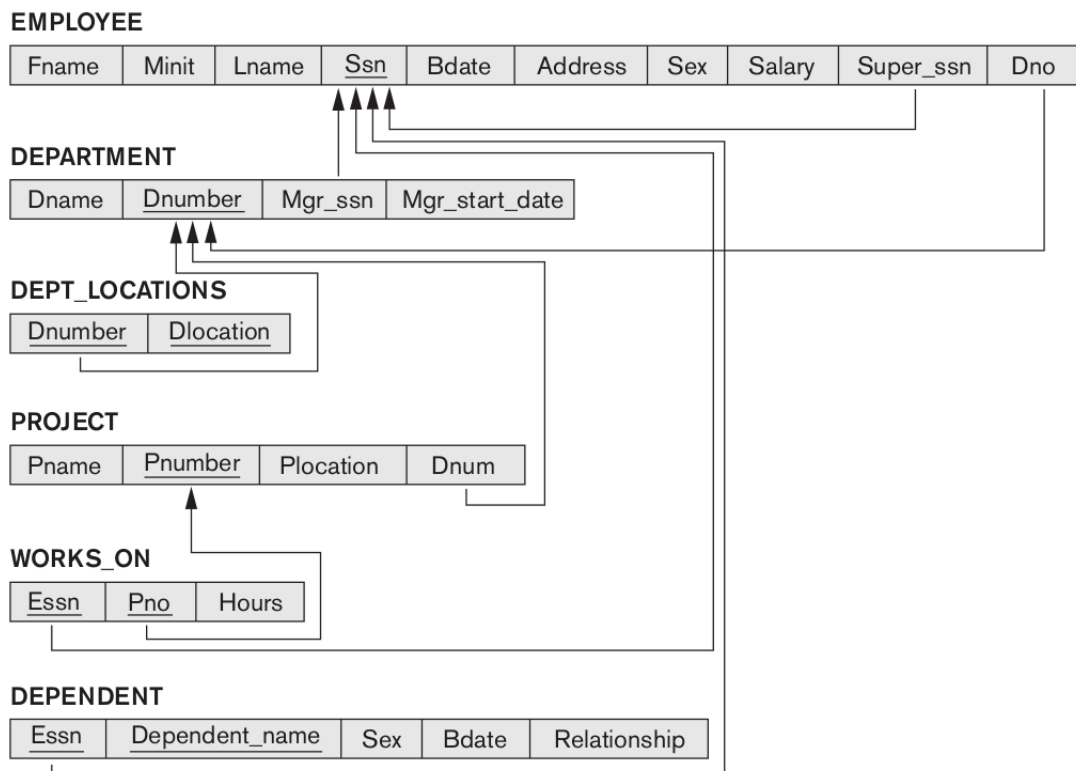 EMPLOYEE
Fname Minit Lname Ssn Bdate Address Sex Salary Super_ssn Dno
DEPARTMENT
Dname Dnumber Mgr_ssn Mgr_start_date
DEPT_LOCATIONS
Dnumber Dlocation
PROJECT
Pname Pnumber Plocation Dnum
WORKS_ON
Essn Pno Hours
DEPENDENT
Essn Dependent_name Sex Bdate Relationship